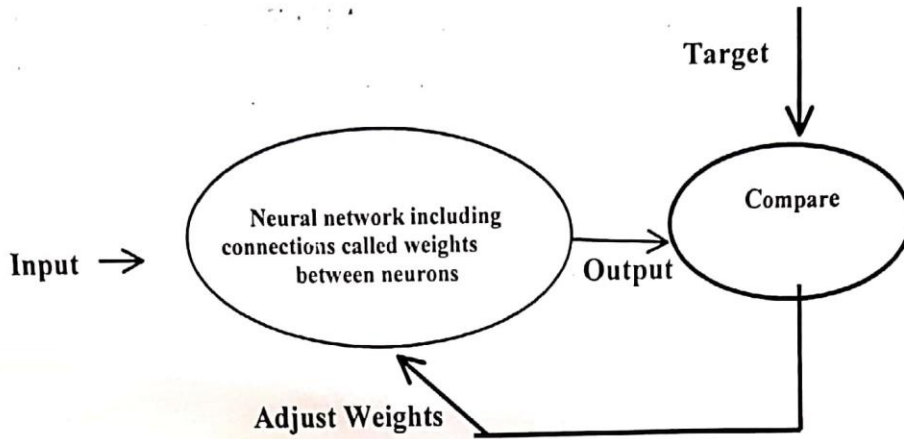 Target
Compare
Neural network including
connections called weights
between neurons
Input
Output
Adjust Weights